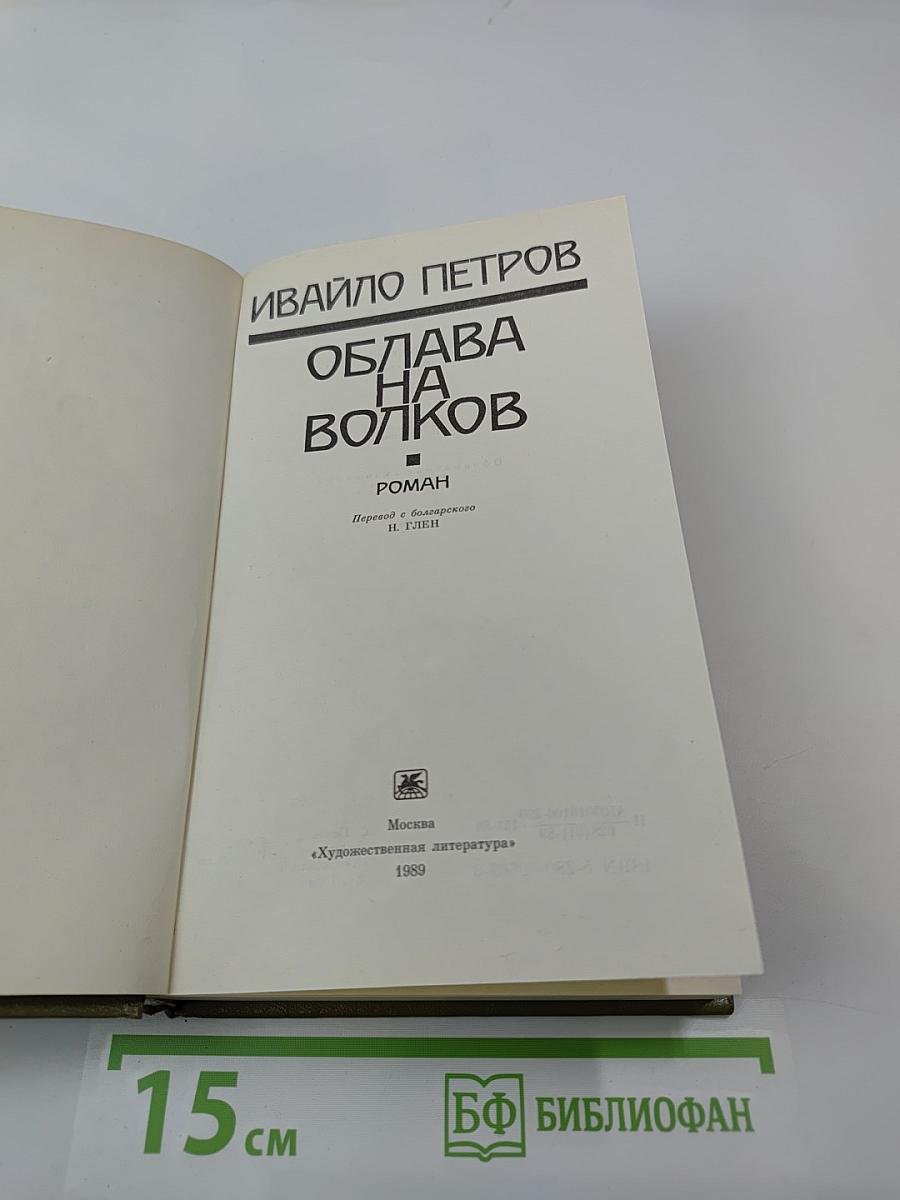 ИВАЙЛО ПЕТРОВ
ОБЛАВА
НА
ВОЛКОВ
РОМАН
Перевод с болгарского
Н. ГЛЕН
Москва
«Художественная литература»
1989
15 см
БФ БИБЛИОФАН